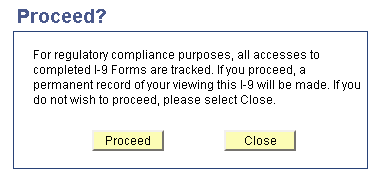 Proceed?
For regulatory compliance purposes, all accesses to
completed I-9 Forms are tracked. If you proceed, a
permanent record of your viewing this I-9 will be made. If you
do not wish to proceed, please select Close.
Proceed Close